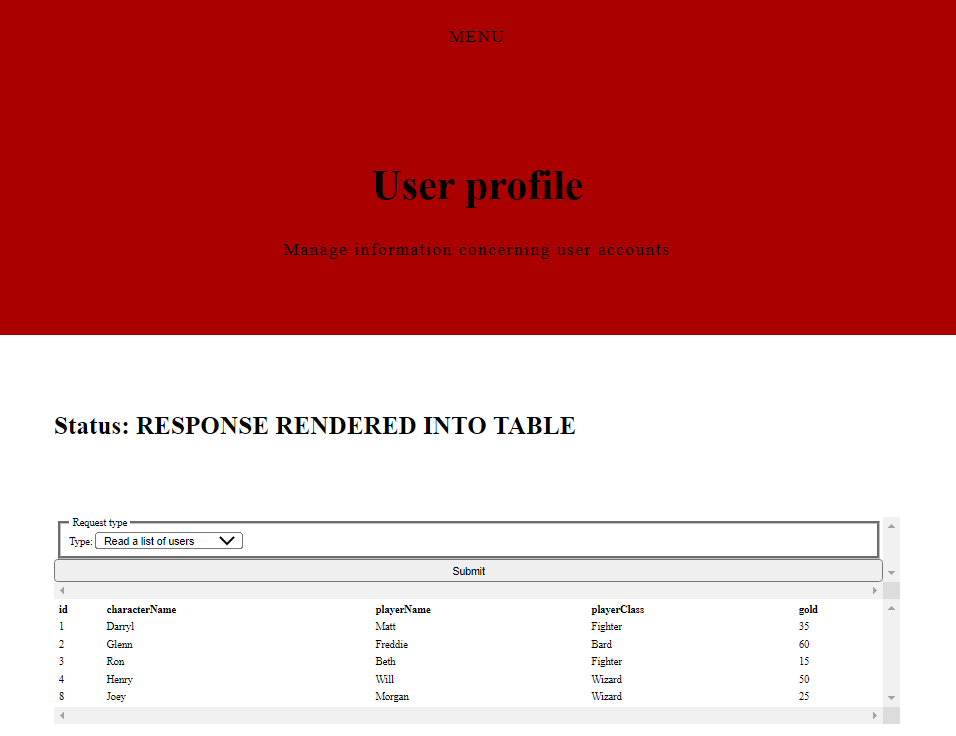 MENU
User profile
Manage information concerning user accounts
Status: RESPONSE RENDERED INTO TABLE
Request type
Type: Read a list of users
Submit
id characterName playerName playerClass gold
1 Darryl Matt Fighter 35
2 Glenn Freddie Bard 60
3 Ron Beth Fighter 15
4 Henry Will Wizard 50
8 Joey Morgan Wizard 25